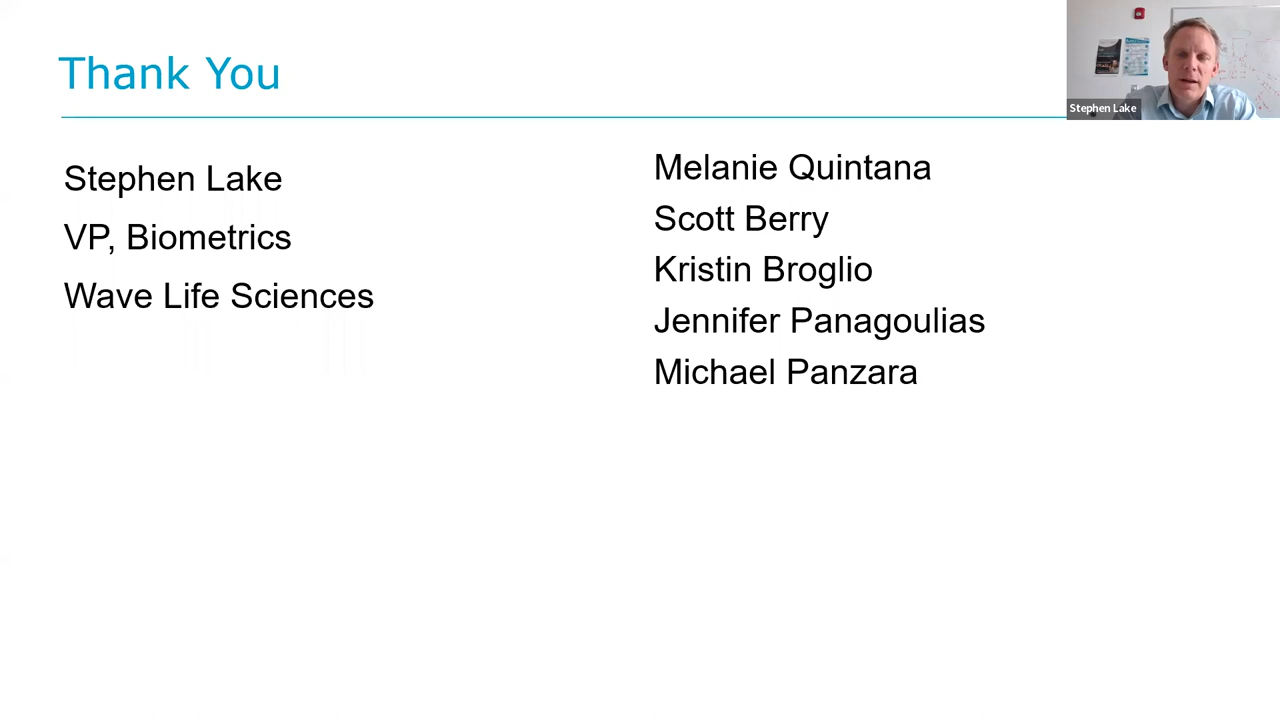 Thank You
Stephen Lake
VP, Biometrics
Wave Life Sciences
Melanie Quintana
Scott Berry
Kristin Broglio
Jennifer Panagoulias
Michael Panzara
Stephen Lake